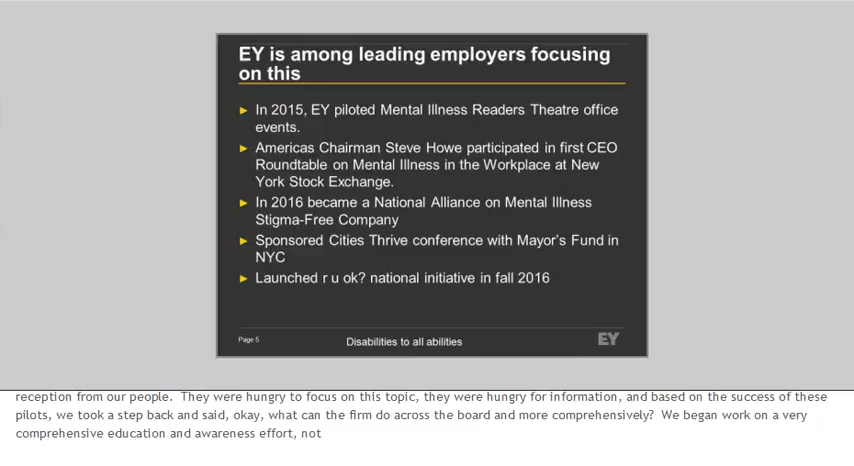 EY is among leading employers focusing
on this
► In 2015, EY piloted Mental Illness Readers Theatre office
events.
► Americas Chairman Steve Howe participated in first CEO
Roundtable on Mental Illness in the Workplace at New
York Stock Exchange.
► In 2016 became a National Alliance on Mental Illness
Stigma-Free Company
► Sponsored Cities Thrive conference with Mayor's Fund in
NYC
► Launched r u ok? national initiative in fall 2016
Page 5
Disabilities to all abilities
EY
reception from our people.  They were hungry to focus on this topic, they were hungry for information, and based on the success of these
pilots, we took a step back and said, okay, what can the firm do across the board and more comprehensively?  We began work on a very
comprehensive education and awareness effort, not